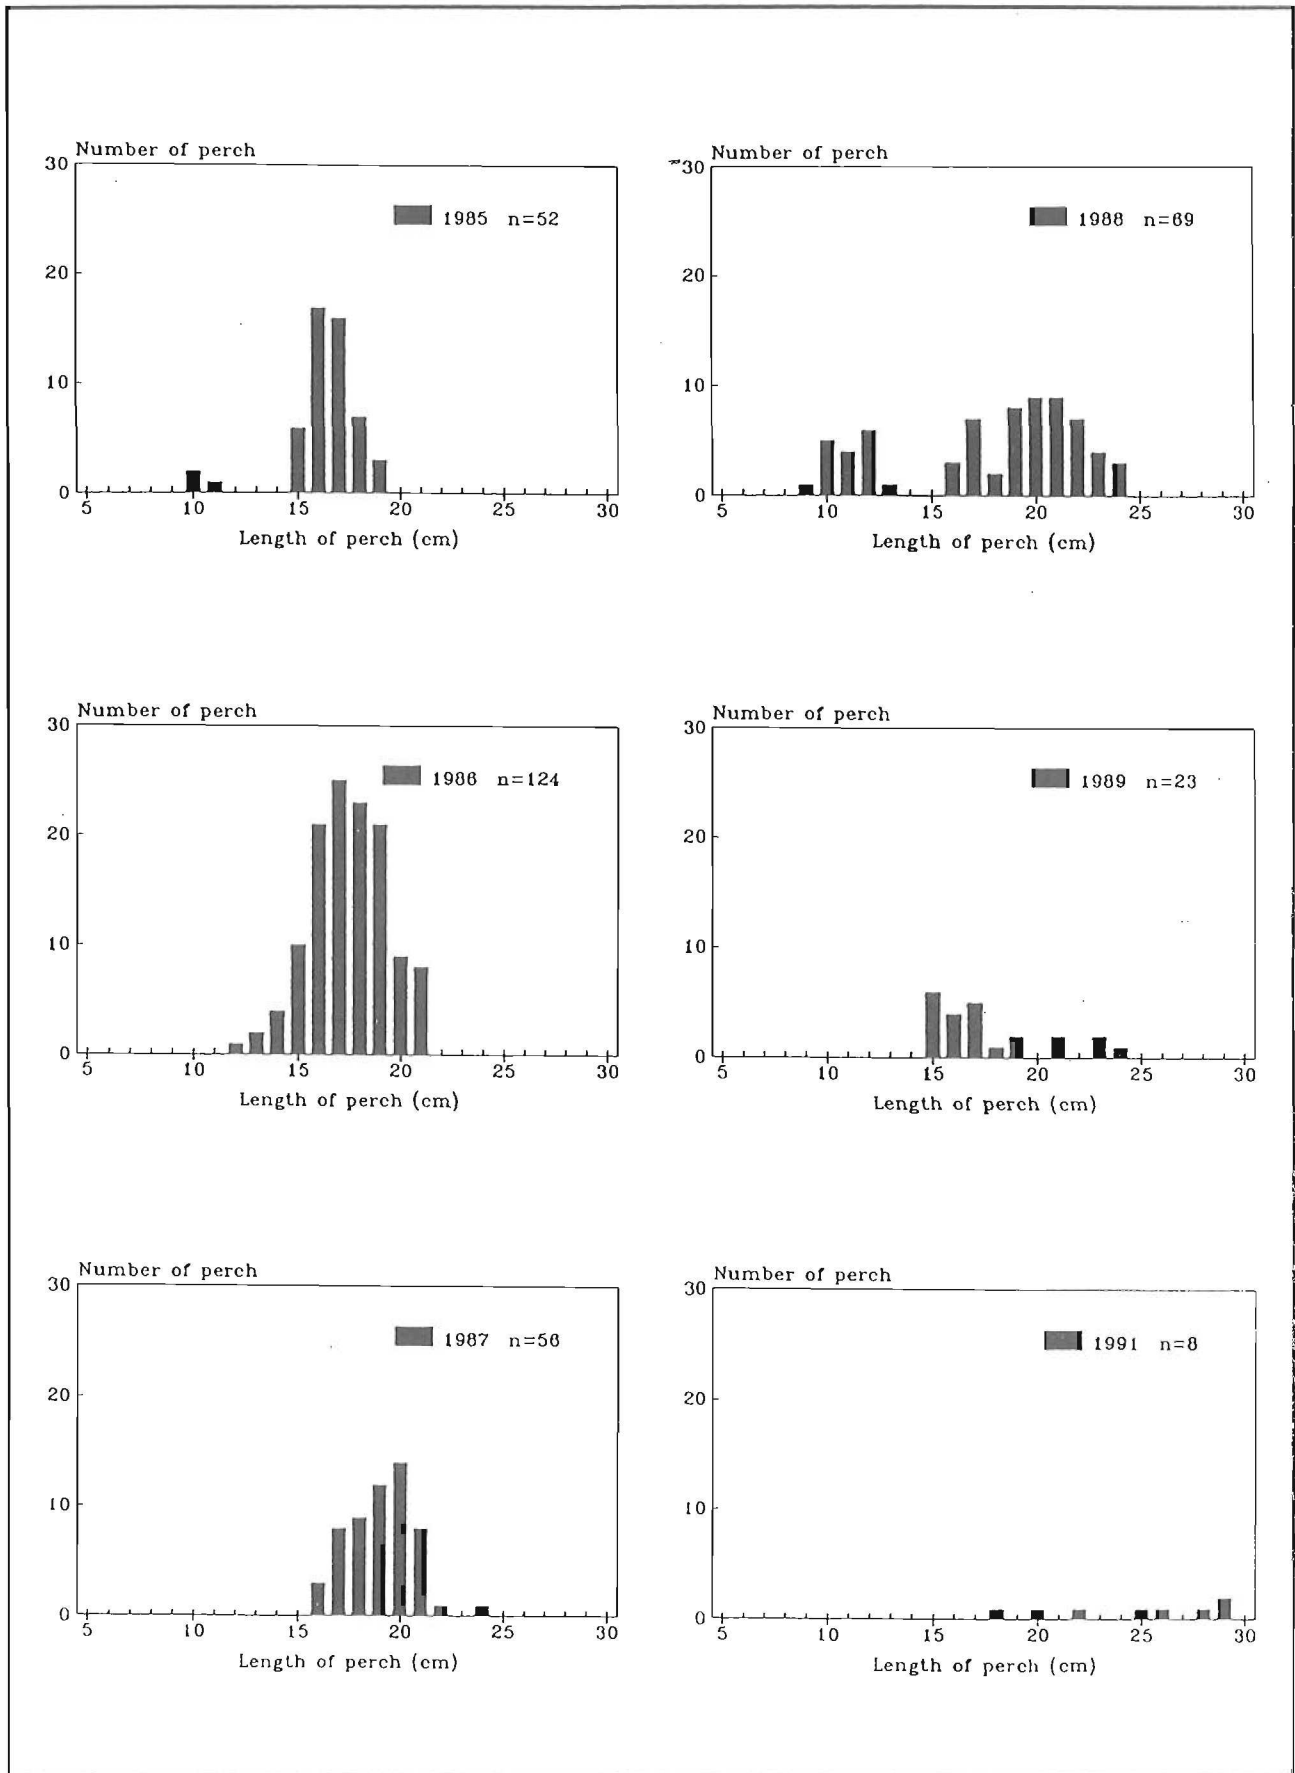 Number of perch
30
1985 n=52
20
10
0
5 10 15 20 25 30
Length of perch (cm)
Number of perch
30
1986 n=124
20
10
0
5 10 15 20 25 30
Length of perch (cm)
Number of perch
30
1987 n=56
20
10
0
5 10 15 20 25 30
Length of perch (cm)
Number of perch
30
1988 n=69
20
10
0
5 10 15 20 25 30
Length of perch (cm)
Number of perch
30
1989 n=23
20
10
0
5 10 15 20 25 30
Length of perch (cm)
Number of perch
30
1991 n=8
20
10
0
5 10 15 20 25 30
Length of perch (cm)